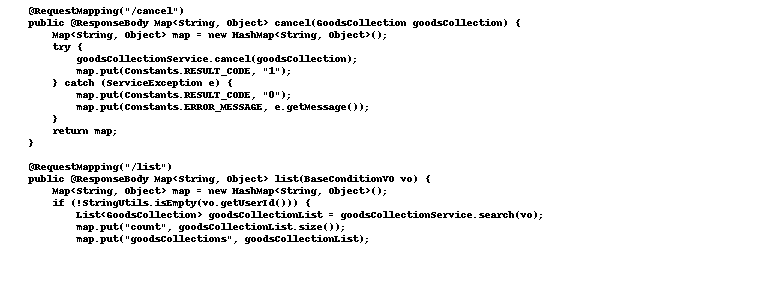 @RequestMapping("/cancel")
public @ResponseBody Map<String, Object> cancel(GoodsCollection goodsCollection) {
    Map<String, Object> map = new HashMap<String, Object>();
    try {
        goodsCollectionService.cancel(goodsCollection);
        map.put(Constants.RESULT_CODE, "1");
    } catch (ServiceException e) {
        map.put(Constants.RESULT_CODE, "0");
        map.put(Constants.ERROR_MESSAGE, e.getMessage());
    }
    return map;
}

@RequestMapping("/list")
public @ResponseBody Map<String, Object> list(BaseConditionVO vo) {
    Map<String, Object> map = new HashMap<String, Object>();
    if (!StringUtils.isEmpty(vo.getUserId())) {
        List<GoodsCollection> goodsCollectionList = goodsCollectionService.search(vo);
        map.put("count", goodsCollectionList.size());
        map.put("goodsCollections", goodsCollectionList);